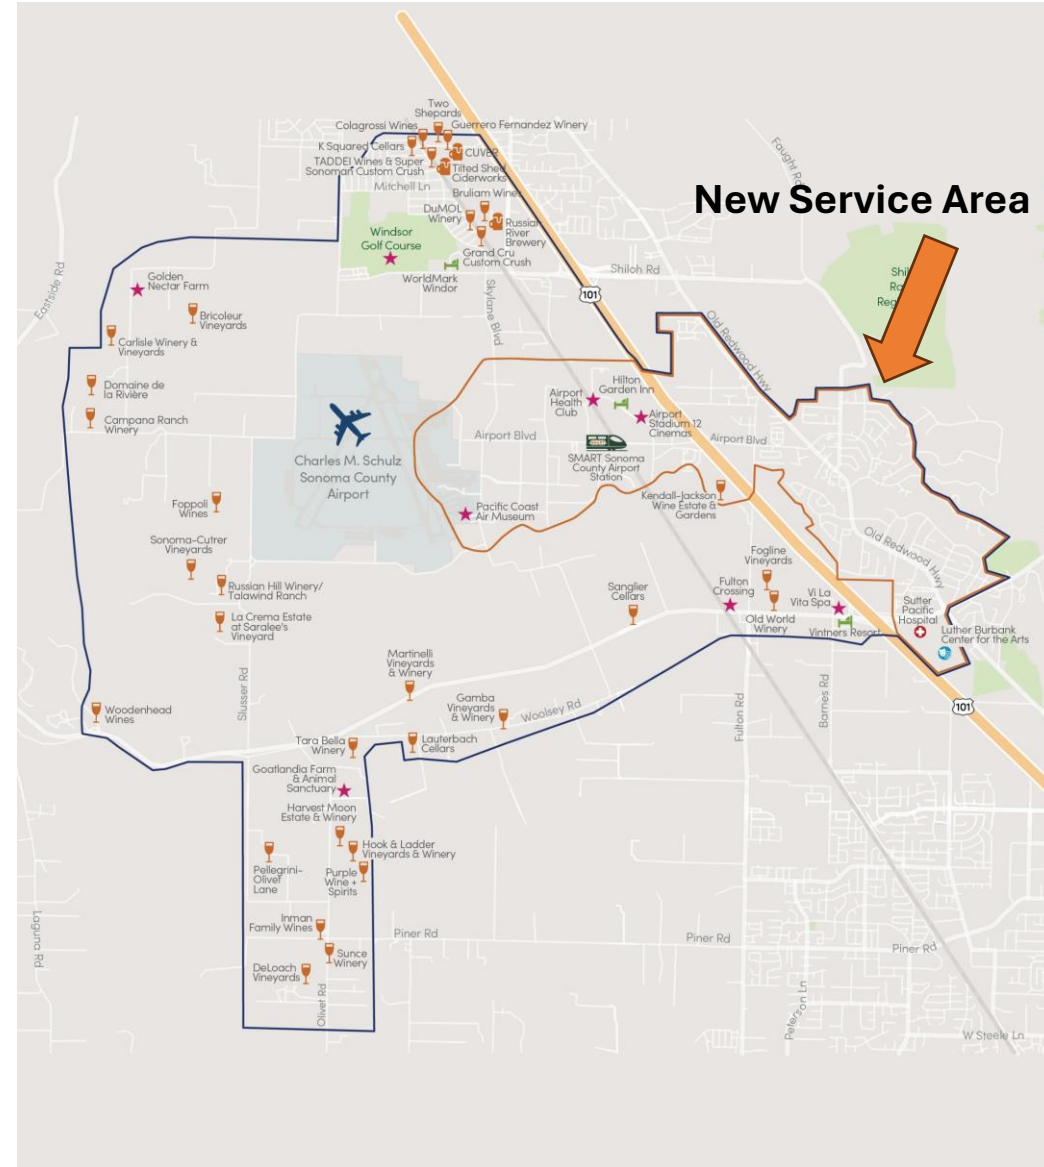 Two
Shepards
Colagrossi Wines
Guerrero Fernandez Winery
K Squared Cellars
CUVER
TADDEI Wines & Super
Sonoman Custom Crush
Tilted Shed
Ciderworks
Mitchell Ln
Bruliam Wines
DuMOL
Winery
Russian
River
Brewery
Windsor
Golf Course
Grand Cru
Custom Crush
WorldMark
Windor
Faught Rd
New Service Area
Shiloh Rd
Eastside Rd
Golden
Nectar Farm
Skylane Blvd
101
Old Redwood Hwy
Bricoleur
Vineyards
Carlisle Winery &
Vineyards
Domaine de
la Rivière
Campana Ranch
Winery
Hilton
Garden Inn
Airport
Health
Club
Airport
Stadium 12
Cinemas
Airport Blvd
Airport Blvd
SMART Sonoma
County Airport
Station
Charles M. Schulz
Sonoma County
Airport
Kendall-Jackson
Wine Estate &
Gardens
Pacific Coast
Air Museum
Foppoli
Wines
Sonoma-Cutrer
Vineyards
Old Redwood Hwy
Fogline
Vineyards
Russian Hill Winery/
Talawind Ranch
Sanglier
Cellars
Fulton
Crossing
Vi La
Vita Spa
Sutter
Pacific
Hospital
La Crema Estate
at Saralee's
Vineyard
Old World
Winery
Vintners Resort
Luther Burbank
Center for the Arts
Martinelli
Vineyards
& Winery
Slusser Rd
Gamba
Vineyards
& Winery
Woolsey Rd
Fulton Rd
Barnes Rd
101
Woodenhead
Wines
Tara Bella
Winery
Lauterbach
Cellars
Goatlandia Farm
& Animal
Sanctuary
Harvest Moon
Estate & Winery
Hook & Ladder
Vineyards & Winery
Pellegrini-
Olivet
Lane
Purple
Wine +
Spirits
Inman
Family Wines
Piner Rd
Piner Rd
Piner Rd
Laguna Rd
Sunce
Winery
DeLoach
Vineyards
Olivet Rd
Peterson Ln
W Steele Ln